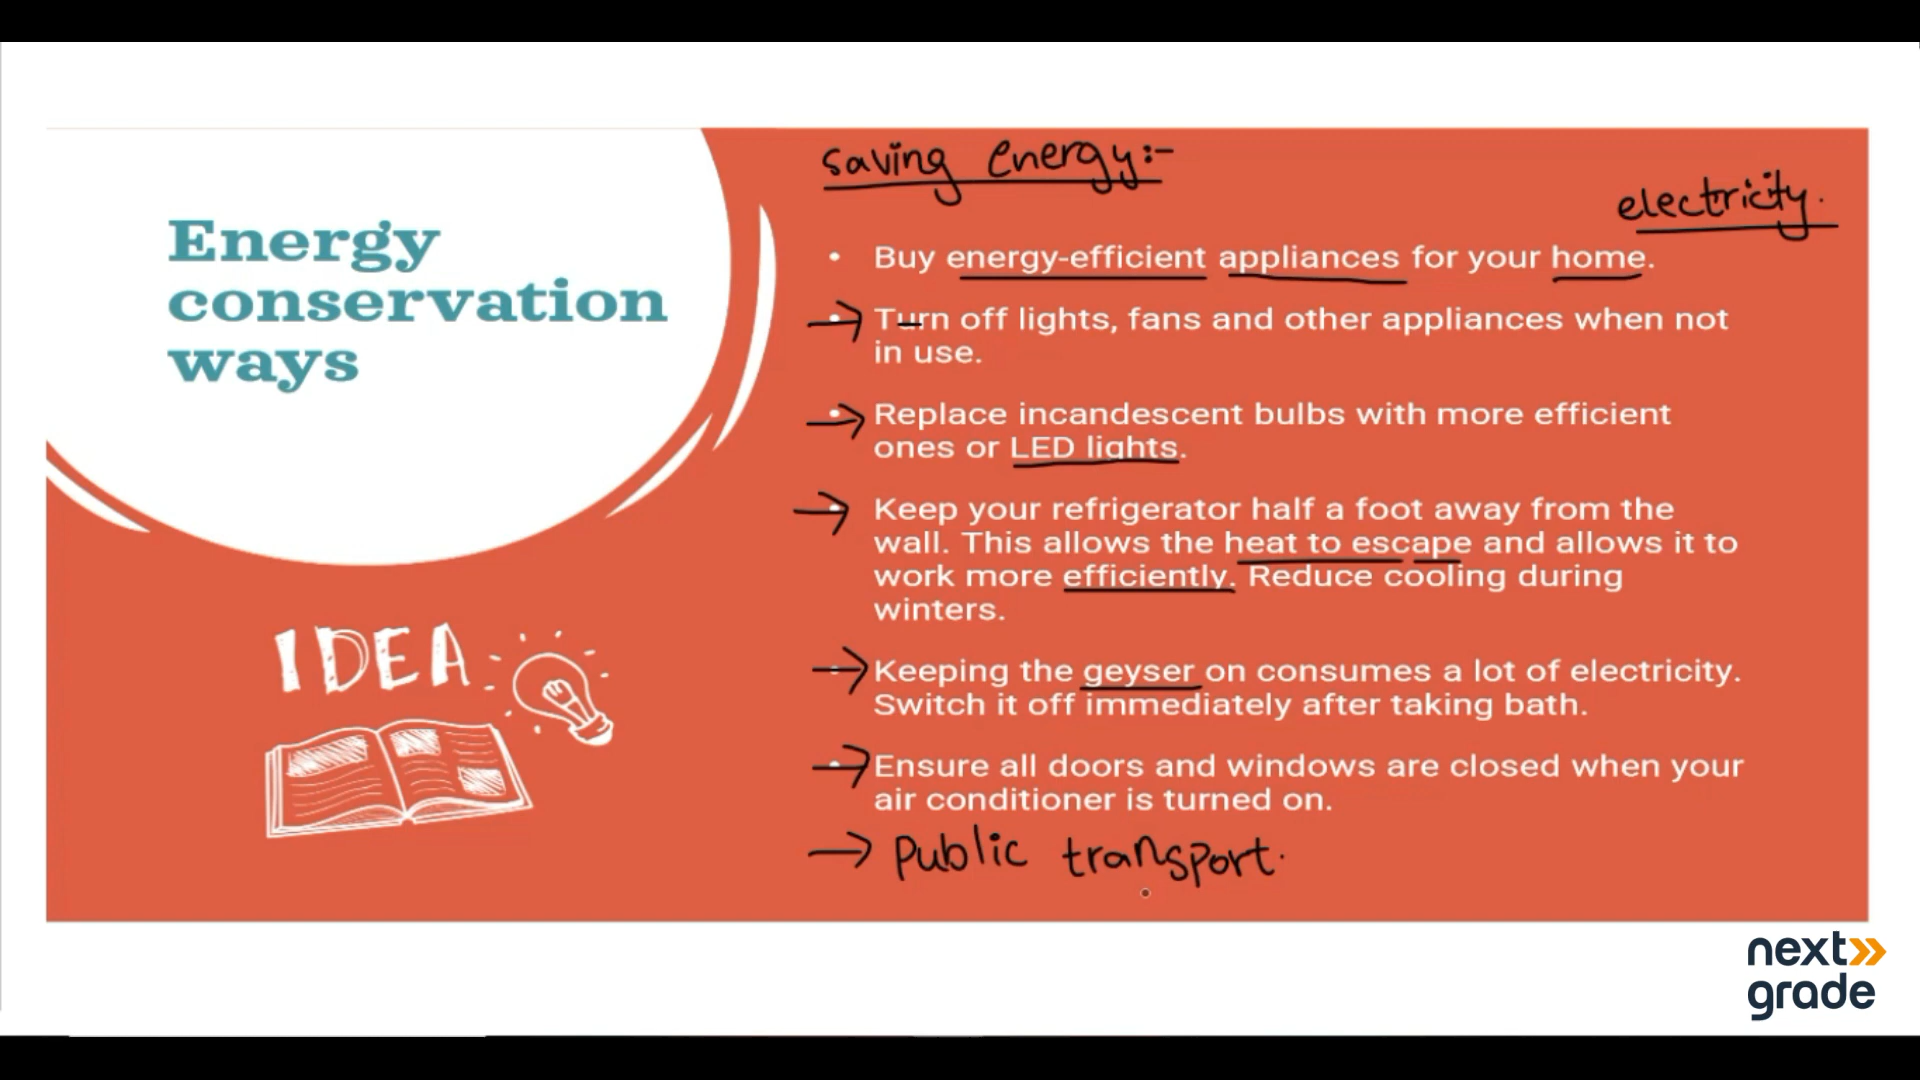 Energy
conservation
ways
IDEA
saving energy:-
electricity.
• Buy energy-efficient appliances for your home.
→ Turn off lights, fans and other appliances when not
in use.
→ Replace incandescent bulbs with more efficient
ones or LED lights.
→ Keep your refrigerator half a foot away from the
wall. This allows the heat to escape and allows it to
work more efficiently. Reduce cooling during
winters.
→ Keeping the geyser on consumes a lot of electricity.
Switch it off immediately after taking bath.
→ Ensure all doors and windows are closed when your
air conditioner is turned on.
→ Public transport.
next»
grade